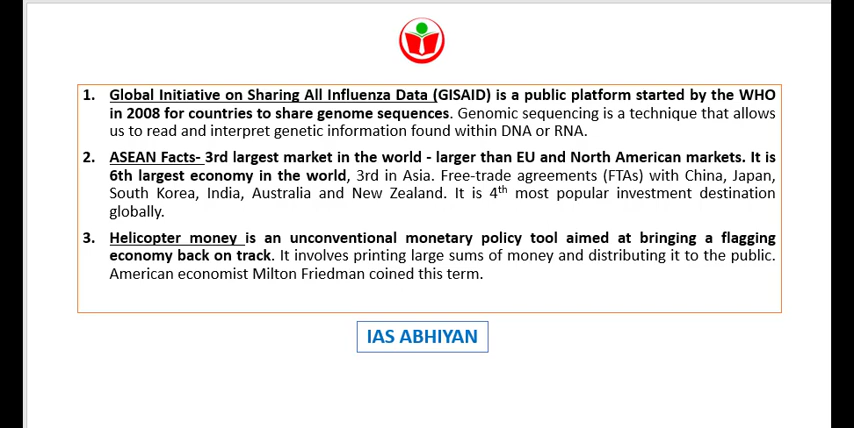 1. Global Initiative on Sharing All Influenza Data (GISAID) is a public platform started by the WHO
in 2008 for countries to share genome sequences. Genomic sequencing is a technique that allows
us to read and interpret genetic information found within DNA or RNA.
2. ASEAN Facts- 3rd largest market in the world - larger than EU and North American markets. It is
6th largest economy in the world, 3rd in Asia. Free-trade agreements (FTAs) with China, Japan,
South Korea, India, Australia and New Zealand. It is 4th most popular investment destination
globally.
3. Helicopter money is an unconventional monetary policy tool aimed at bringing a flagging
economy back on track. It involves printing large sums of money and distributing it to the public.
American economist Milton Friedman coined this term.
IAS ABHIYAN